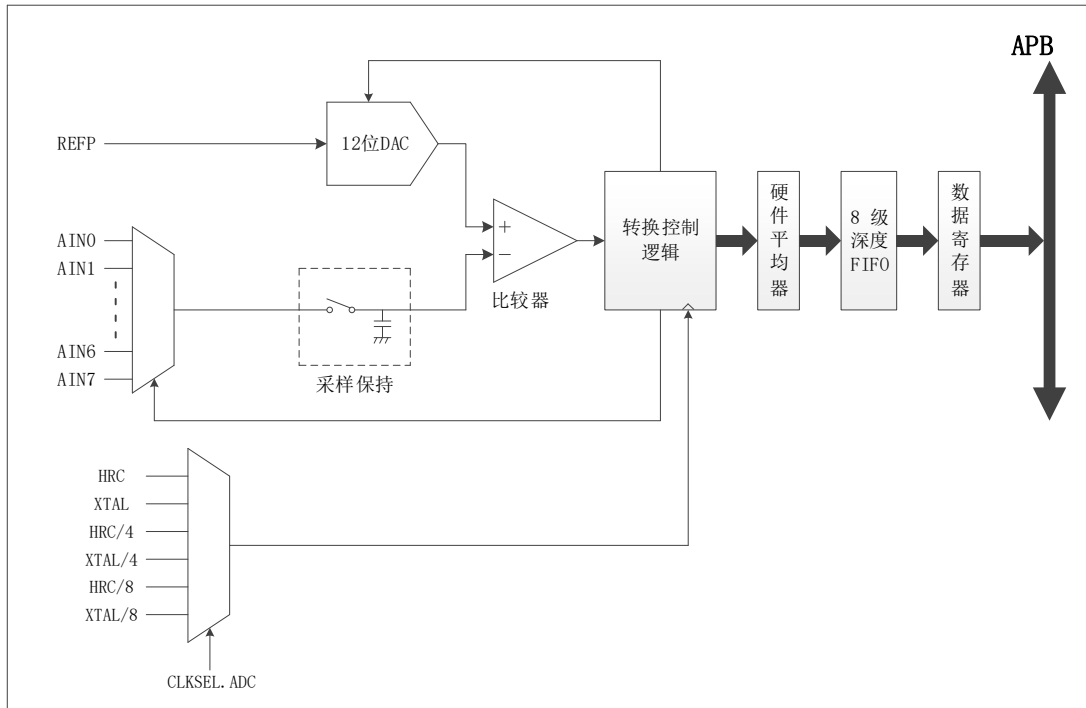 APB
REFP
12位DAC
AIN0
AIN1
AIN6
AIN7
采样保持
+
−
比较器
转换控制
逻辑
硬件平均器
8 级
深度
FIFO
数据寄存器
HRC
XTAL
HRC/4
XTAL/4
HRC/8
XTAL/8
CLKSEL.ADC